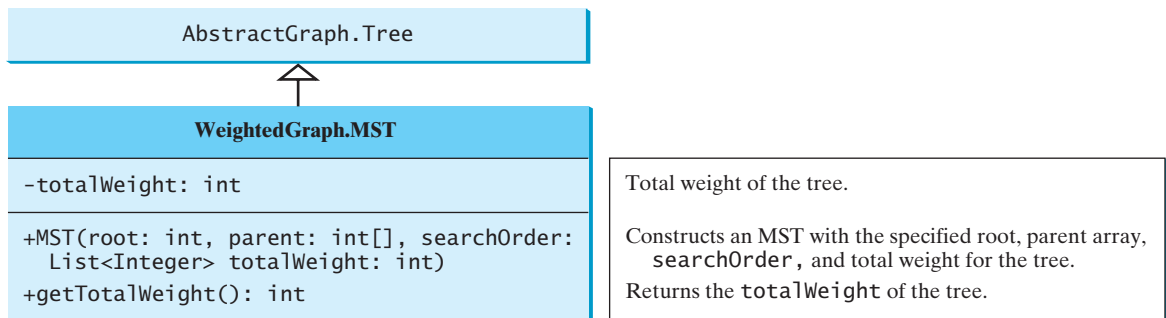 AbstractGraph.Tree
WeightedGraph.MST
-totalWeight: int
+MST(root: int, parent: int[], searchOrder:
List<Integer> totalWeight: int)
+getTotalWeight(): int
Total weight of the tree.
Constructs an MST with the specified root, parent array,
searchOrder, and total weight for the tree.
Returns the totalWeight of the tree.